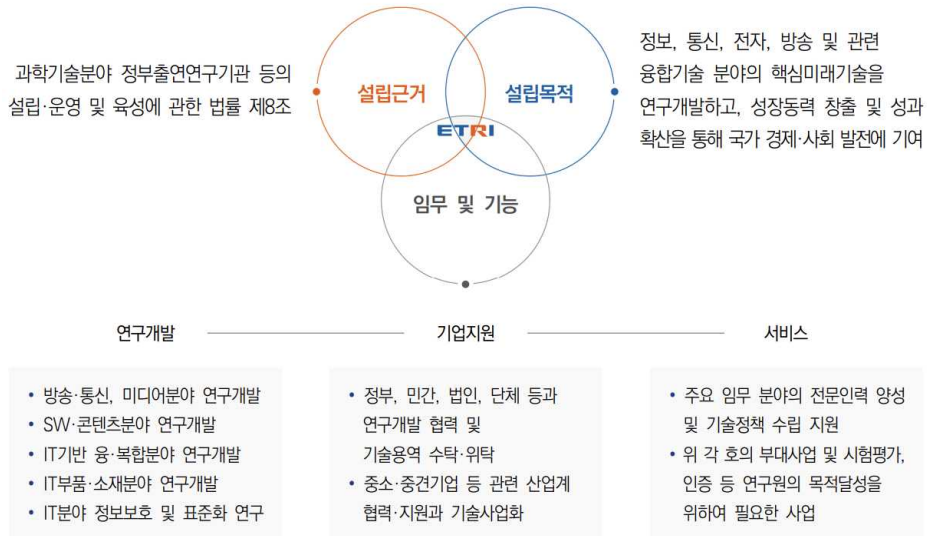 과학기술분야 정부출연연구기관 등의
설립·운영 및 육성에 관한 법률 제8조
설립근거
설립목적
정보, 통신, 전자, 방송 및 관련
융합기술 분야의 핵심미래기술을
연구개발하고, 성장동력 창출 및 성과
확산을 통해 국가 경제·사회 발전에 기여
ETRI
임무 및 기능
연구개발
기업지원
서비스
• 방송·통신, 미디어분야 연구개발
• SW·콘텐츠분야 연구개발
• IT기반 융·복합분야 연구개발
• IT부품·소재분야 연구개발
• IT분야 정보보호 및 표준화 연구
• 정부, 민간, 법인, 단체 등과
연구개발 협력 및
기술용역 수탁·위탁
• 중소·중견기업 등 관련 산업계
협력·지원과 기술사업화
• 주요 임무 분야의 전문인력 양성
및 기술정책 수립 지원
• 위 각 호의 부대사업 및 시험평가,
인증 등 연구원의 목적달성을
위하여 필요한 사업